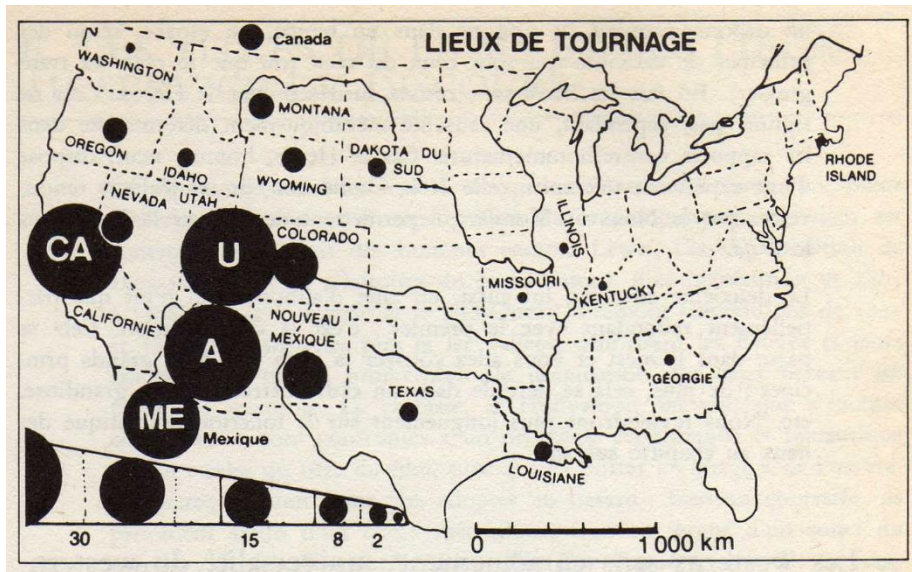 LIEUX DE TOURNAGE
Canada
WASHINGTON
MONTANA
OREGON
IDAHO
WYOMING
DAKOTA DU
SUD
NEVADA
UTAH
COLORADO
CA
U
CALIFORNIE
A
NOUVEAU
MEXIQUE
ME
Mexique
TEXAS
ILLINOIS
MISSOURI
KENTUCKY
GÉORGIE
LOUISIANE
RHODE
ISLAND
30
15
8
2
0
1 000 km